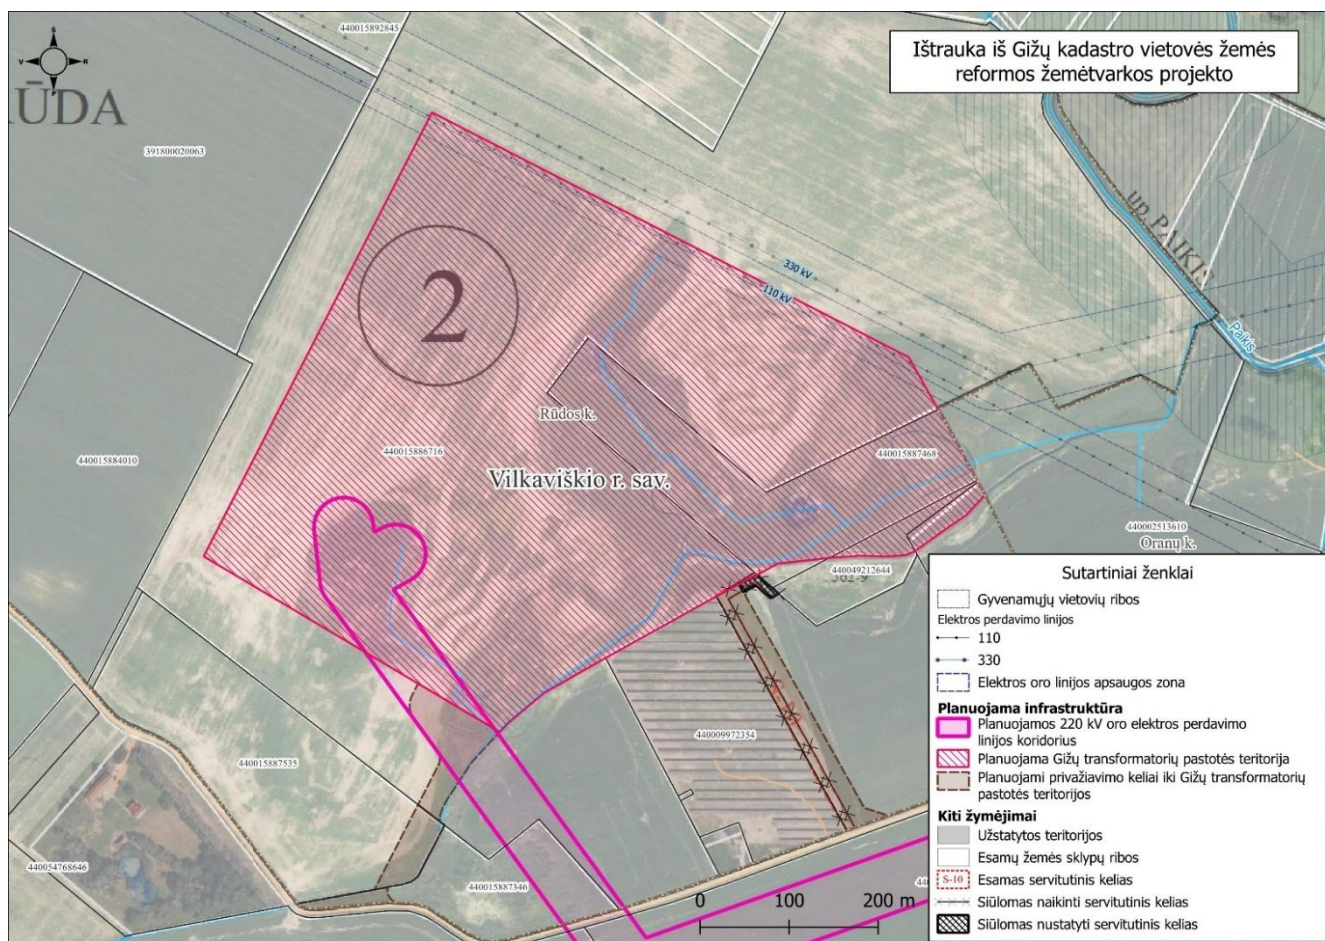 Ištrauka iš Gižų kadastro vietovės žemės
reformos žemėtvarkos projekto
S
V
R
440015892845
ŪDA
391800020063
up. PAIKIS
330 kV
110 kV
Paikis
2
Rūdos k.
440015886716
440015887468
440015884010
Vilkaviškio r. sav.
440002513610
Oranų k.
440049212644
440009972354
440015887535
440054768646
440015887346
0 100 200 m
Sutartiniai ženklai
Gyvenamųjų vietovių ribos
Elektros perdavimo linijos
110
330
Elektros oro linijos apsaugos zona
Planuojama infrastruktūra
Planuojamos 220 kV oro elektros perdavimo
linijos koridorius
Planuojama Gižų transformatorių pastotės teritorija
Planuojami privažiavimo keliai iki Gižų transformatorių
pastotės teritorijos
Kiti žymėjimai
Užstatytos teritorijos
Esamų žemės sklypų ribos
S-10 Esamas servitutinis kelias
Siūlomas naikinti servitutinis kelias
Siūlomas nustatyti servitutinis kelias